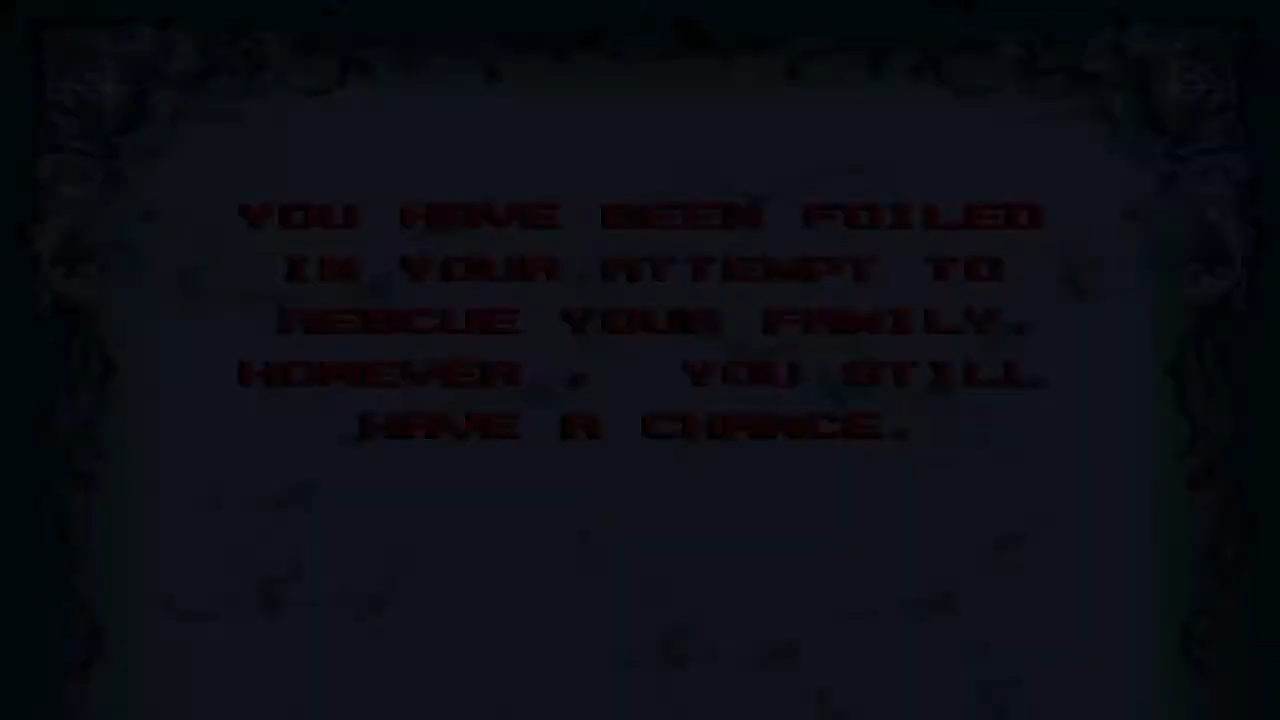 YOU HAVE BEEN FOILED
IN YOUR ATTEMPT TO
RESCUE YOUR FAMILY.
HOWEVER , YOU STILL
HAVE A CHANCE.